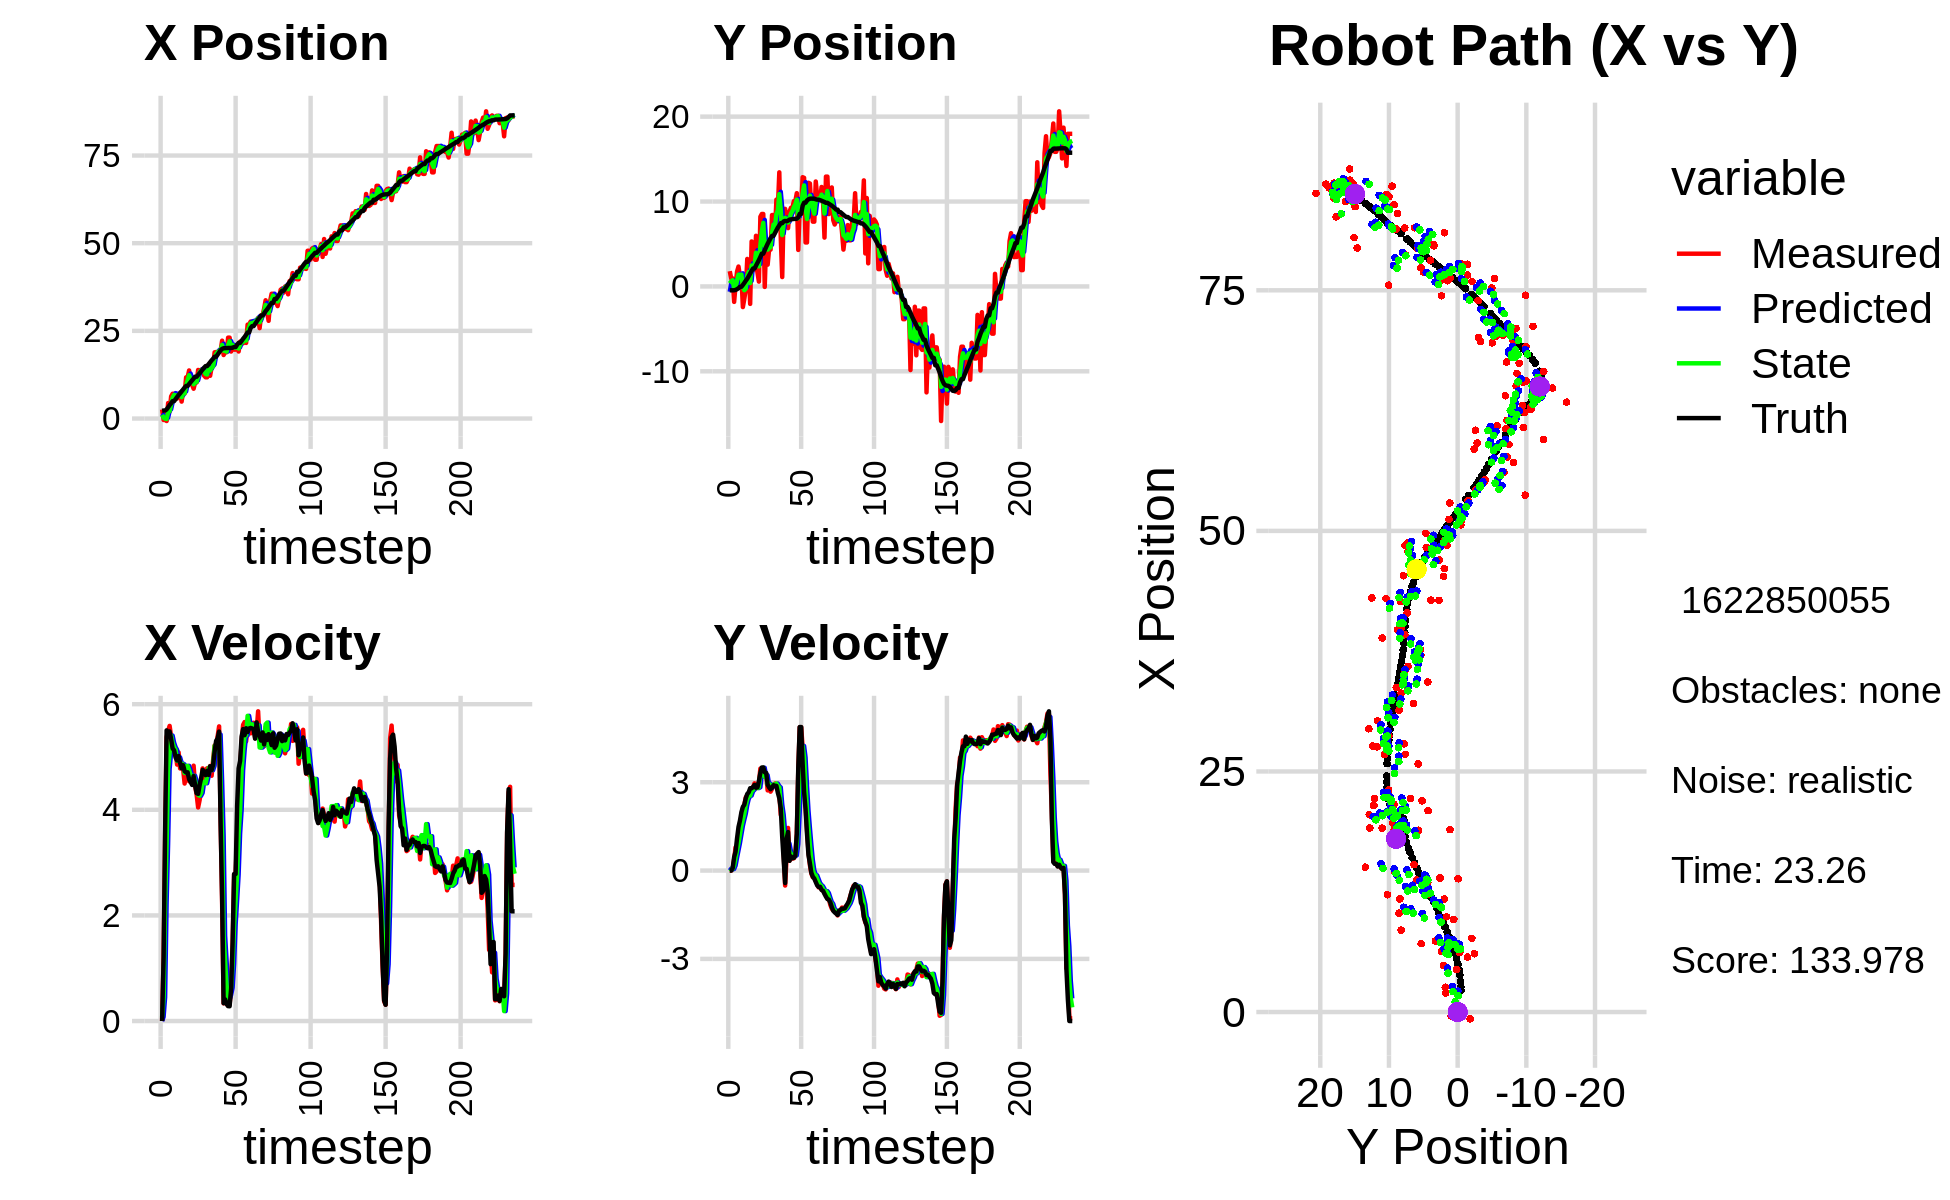 X Position
75
50
25
0
0
50
100
150
200
timestep
Y Position
20
10
0
-10
0
50
100
150
200
timestep
X Velocity
6
4
2
0
0
50
100
150
200
timestep
Y Velocity
3
0
-3
0
50
100
150
200
timestep
Robot Path (X vs Y)
X Position
75
50
25
0
20 10 0 -10 -20
Y Position
variable
Measured
Predicted
State
Truth
1622850055
Obstacles: none
Noise: realistic
Time: 23.26
Score: 133.978